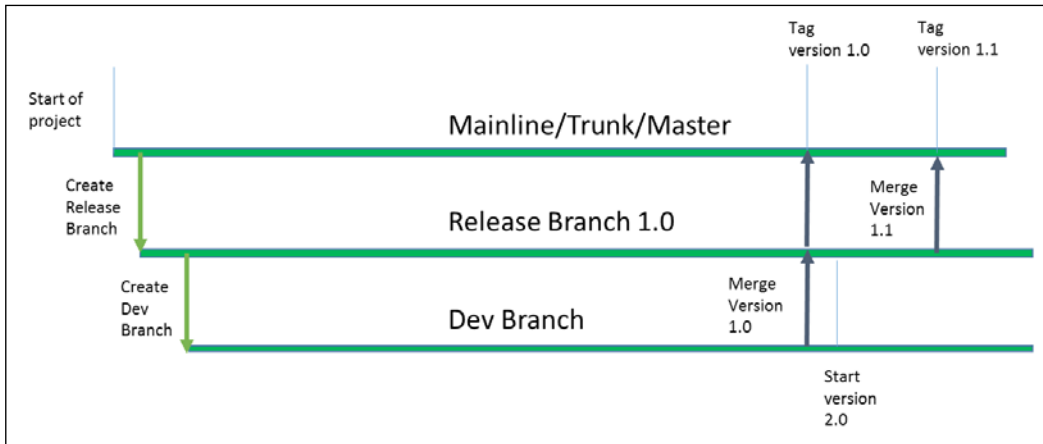 Tag
version 1.0
Tag
version 1.1
Start of
project
Mainline/Trunk/Master
Create
Release
Branch
Merge
Version
1.1
Release Branch 1.0
Create
Dev
Branch
Merge
Version
1.0
Dev Branch
Start
version
2.0